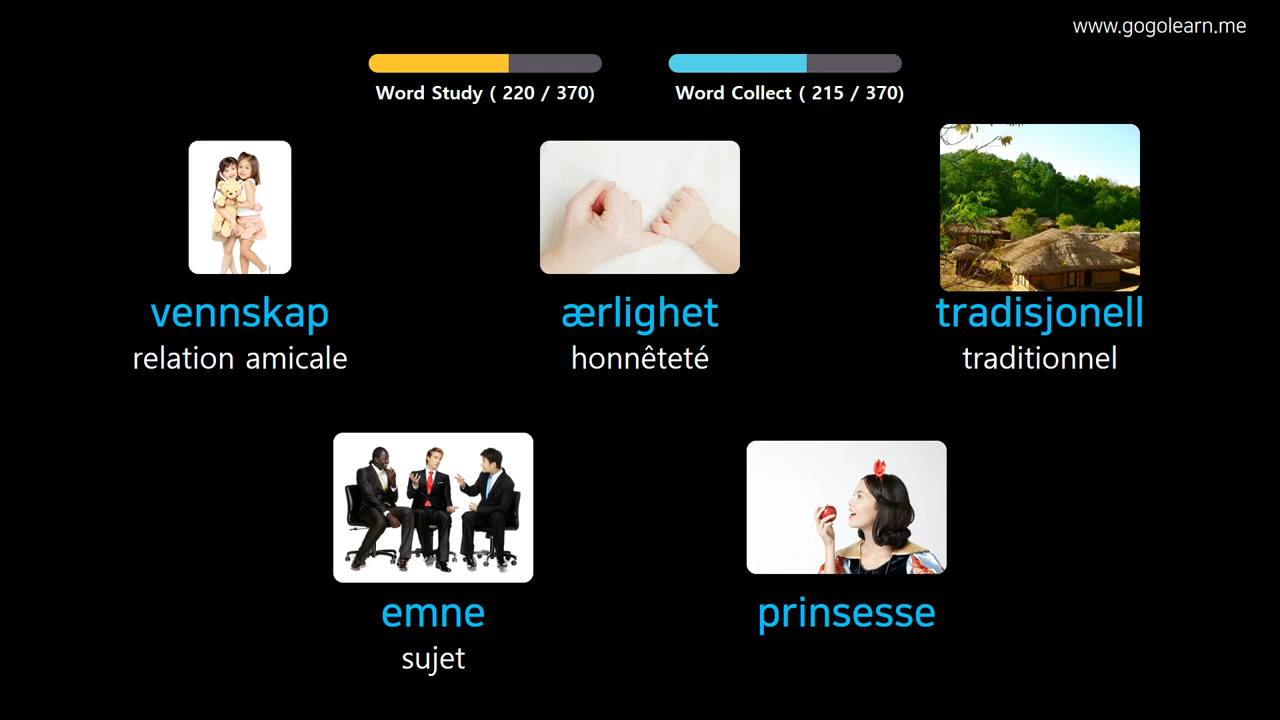 www.gogolearn.me
Word Study ( 220 / 370)
Word Collect ( 215 / 370)
vennskap
relation amicale
ærlighet
honnêteté
tradisjonell
traditionnel
emne
sujet
prinsesse